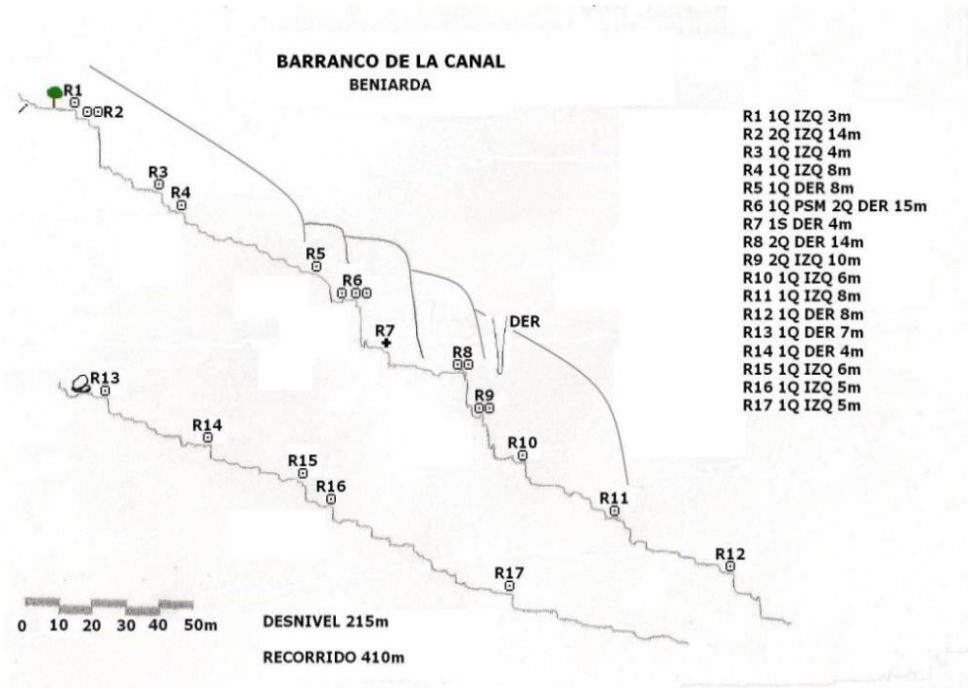 BARRANCO DE LA CANAL
BENIARDA
R1
R2
R3
R4
R5
R6
R7
R8
DER
R9
R10
R11
R12
R13
R14
R15
R16
R17
R1 1Q IZQ 3m
R2 2Q IZQ 14m
R3 1Q IZQ 4m
R4 1Q IZQ 8m
R5 1Q DER 8m
R6 1Q PSM 2Q DER 15m
R7 1S DER 4m
R8 2Q DER 14m
R9 2Q IZQ 10m
R10 1Q IZQ 6m
R11 1Q IZQ 8m
R12 1Q DER 8m
R13 1Q DER 7m
R14 1Q DER 4m
R15 1Q IZQ 6m
R16 1Q IZQ 5m
R17 1Q IZQ 5m
0 10 20 30 40 50m
DESNIVEL 215m
RECORRIDO 410m